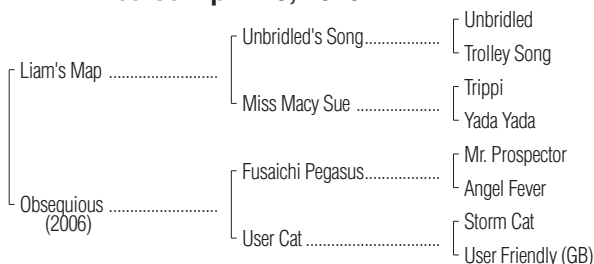 Unbridled
Unbridled's Song
Trolley Song
Liam's Map
Trippi
Miss Macy Sue
Yada Yada
Mr. Prospector
Fusaichi Pegasus
Angel Fever
Obsequious
(2006)
Storm Cat
User Cat
User Friendly (GB)